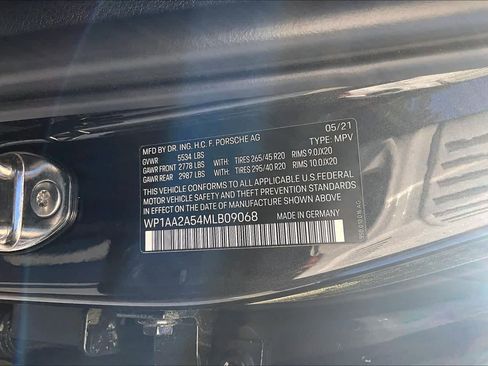 MFD BY DR. ING. H.C. F. PORSCHE AG 05/21
GVWR 5534 LBS TYPE: MPV
GAWR FRONT 2778 LBS WITH: TIRES 265/45 R20 RIMS 9.0JX20
GAWR REAR 2987 LBS WITH: TIRES 295/40 R20 RIMS 10.0JX20
THIS VEHICLE CONFORMS TO ALL APPLICABLE U.S.FEDERAL
MOTOR VEHICLE SAFETY AND THEFT PREVENTION STANDARDS
IN EFFECT ON THE DATE OF MANUFACTURE SHOWN ABOVE
WP1AA2A54MLB09068 MADE IN GERMANY